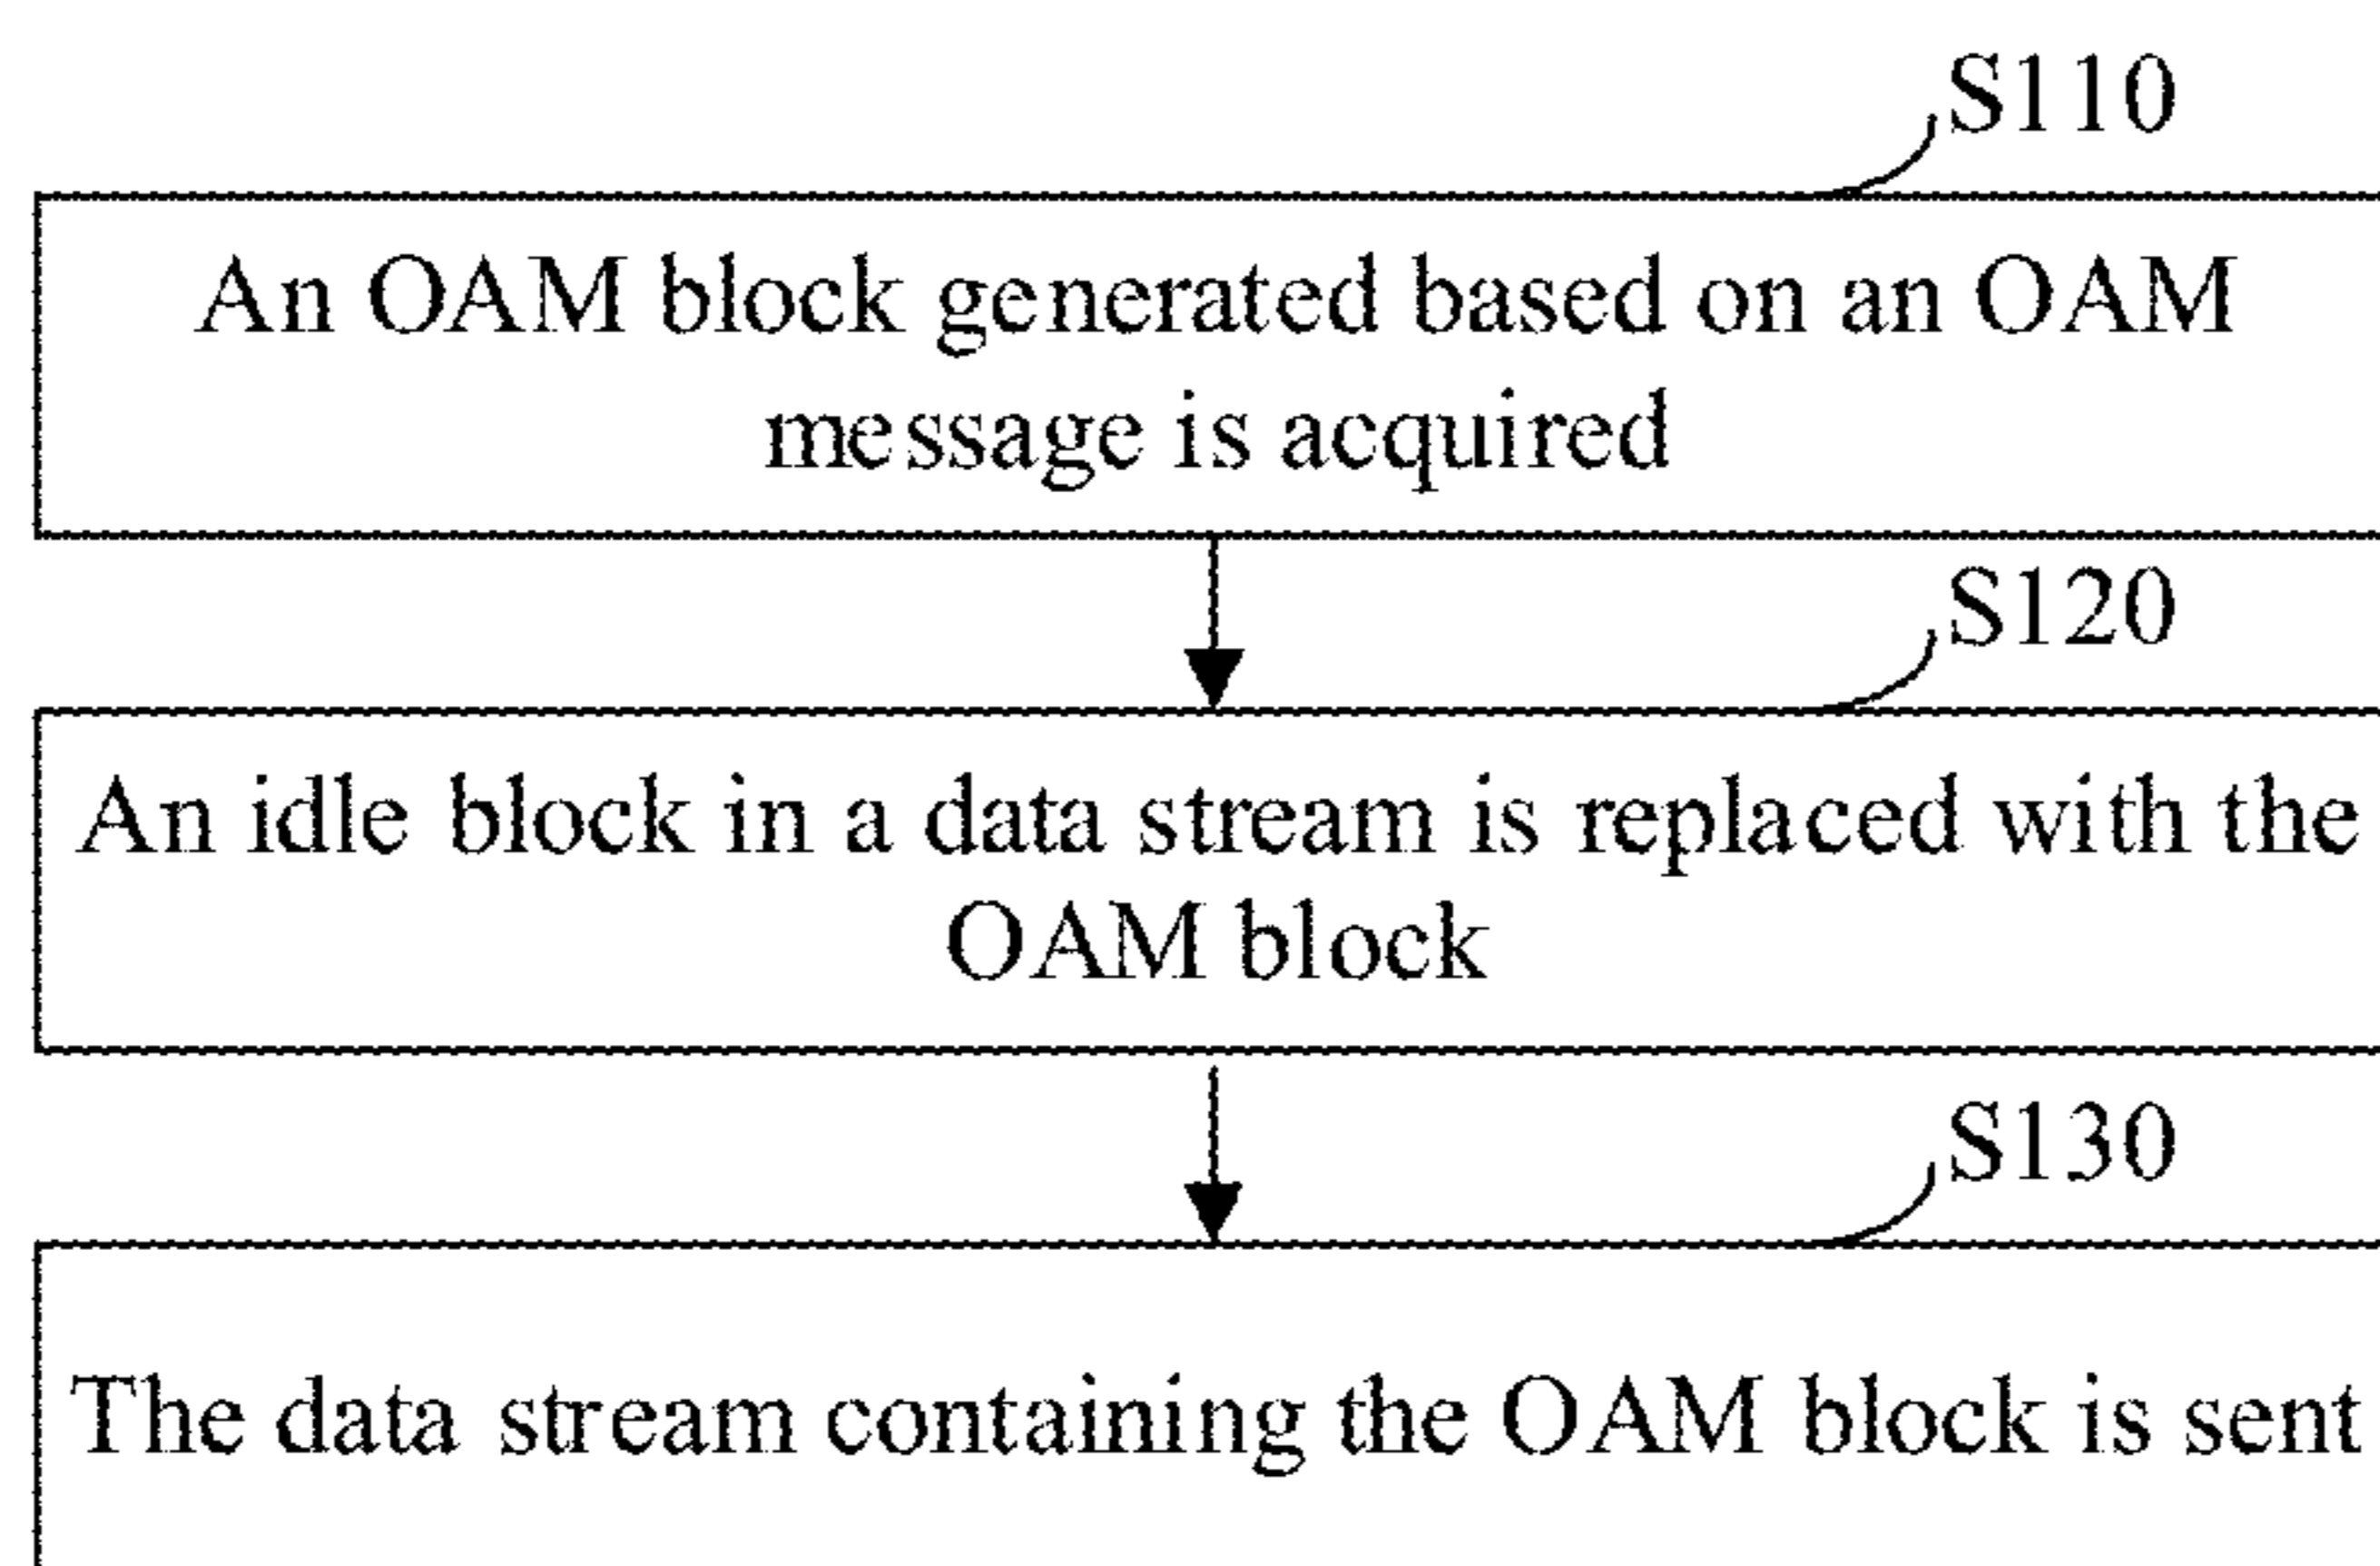 S110
An OAM block generated based on an OAM
message is acquired
S120
An idle block in a data stream is replaced with the
OAM block
S130
The data stream containing the OAM block is sent